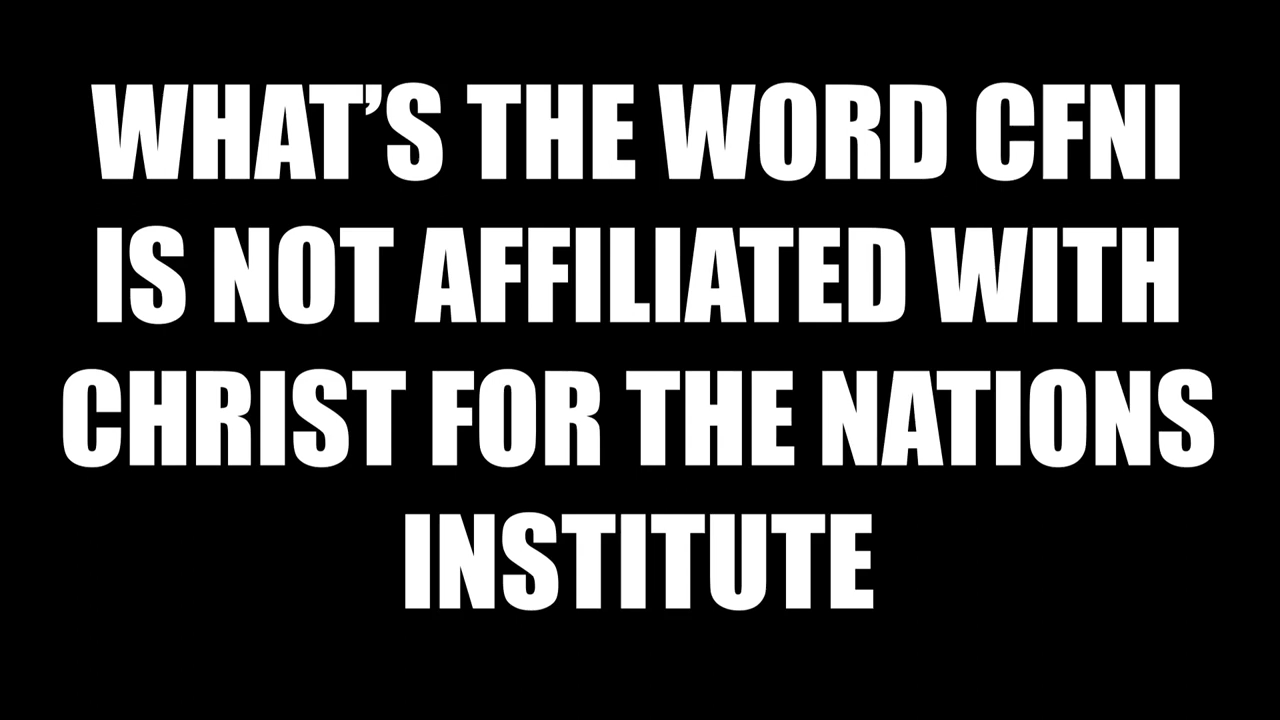 WHAT’S THE WORD CFNI
IS NOT AFFILIATED WITH
CHRIST FOR THE NATIONS
INSTITUTE